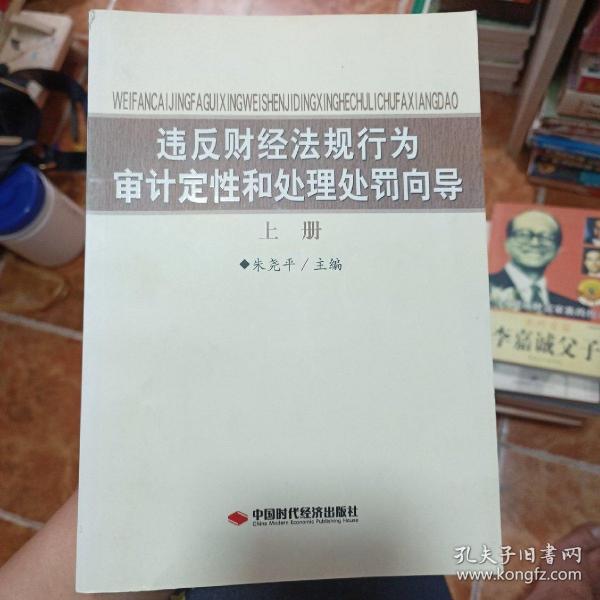 WEIFANCAIJINGFAGUIXINGWEISHENJIDINGXINGHECHULICHUFAXIANGDAO
违反财经法规行为
审计定性和处理处罚向导
上 册
◆朱尧平／主编
中国时代经济出版社
China Modern Economic Publishing House
李嘉诚父子
孔夫子旧书网
www.kongfz.com